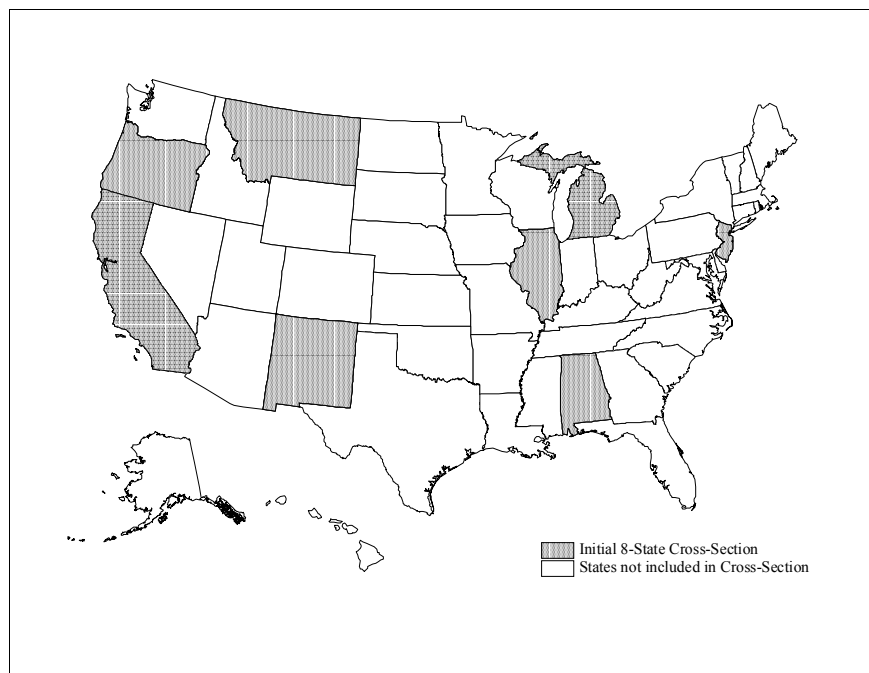 Initial 8-State Cross-Section
States not included in Cross-Section